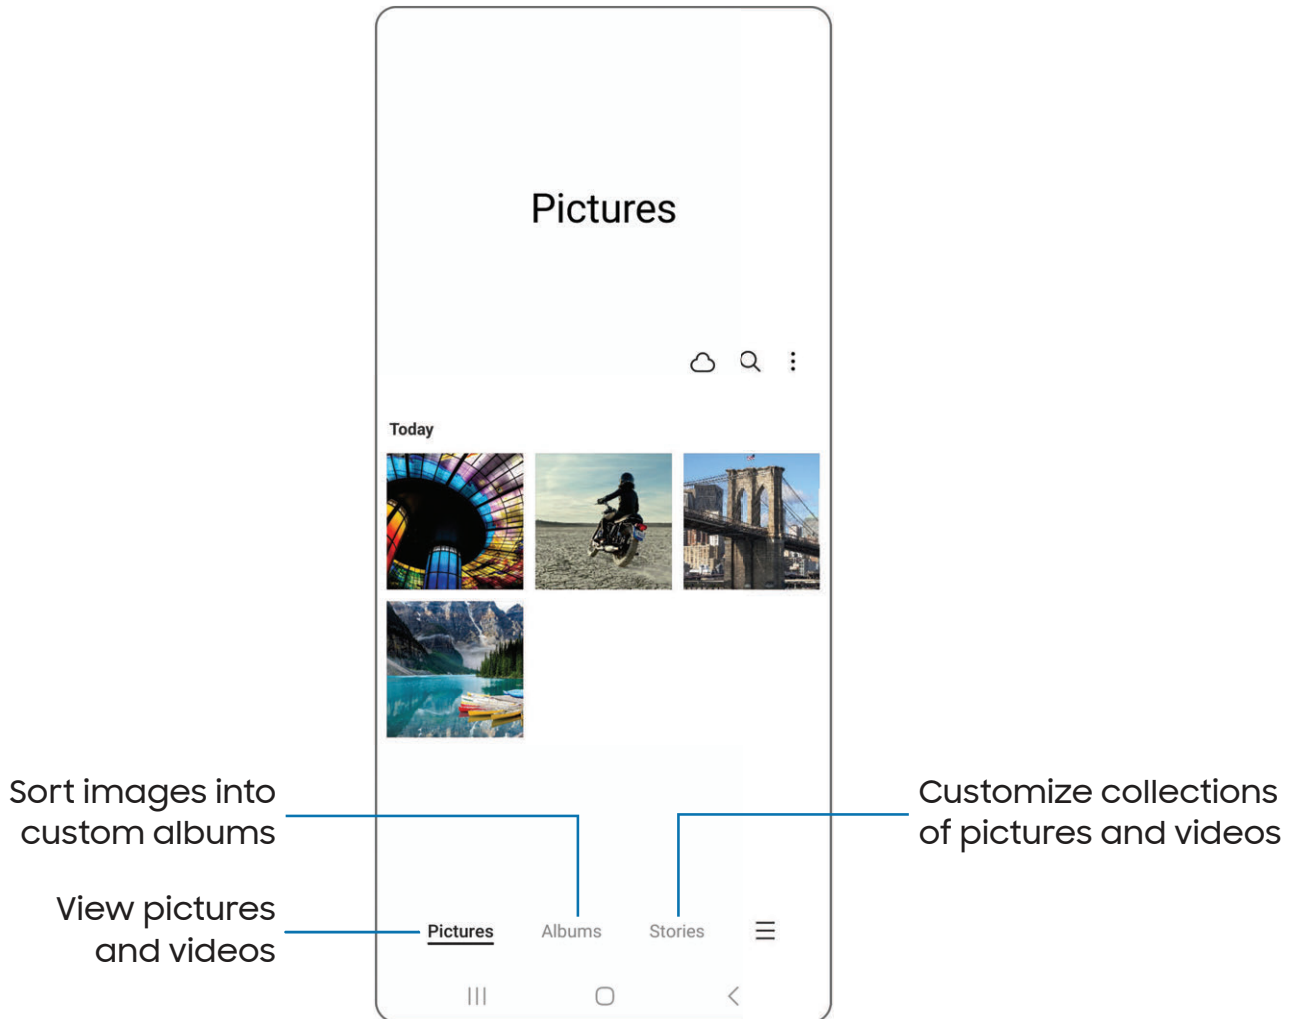 Pictures
Today
Sort images into
custom albums
Customize collections
of pictures and videos
View pictures
and videos
Pictures
Albums
Stories